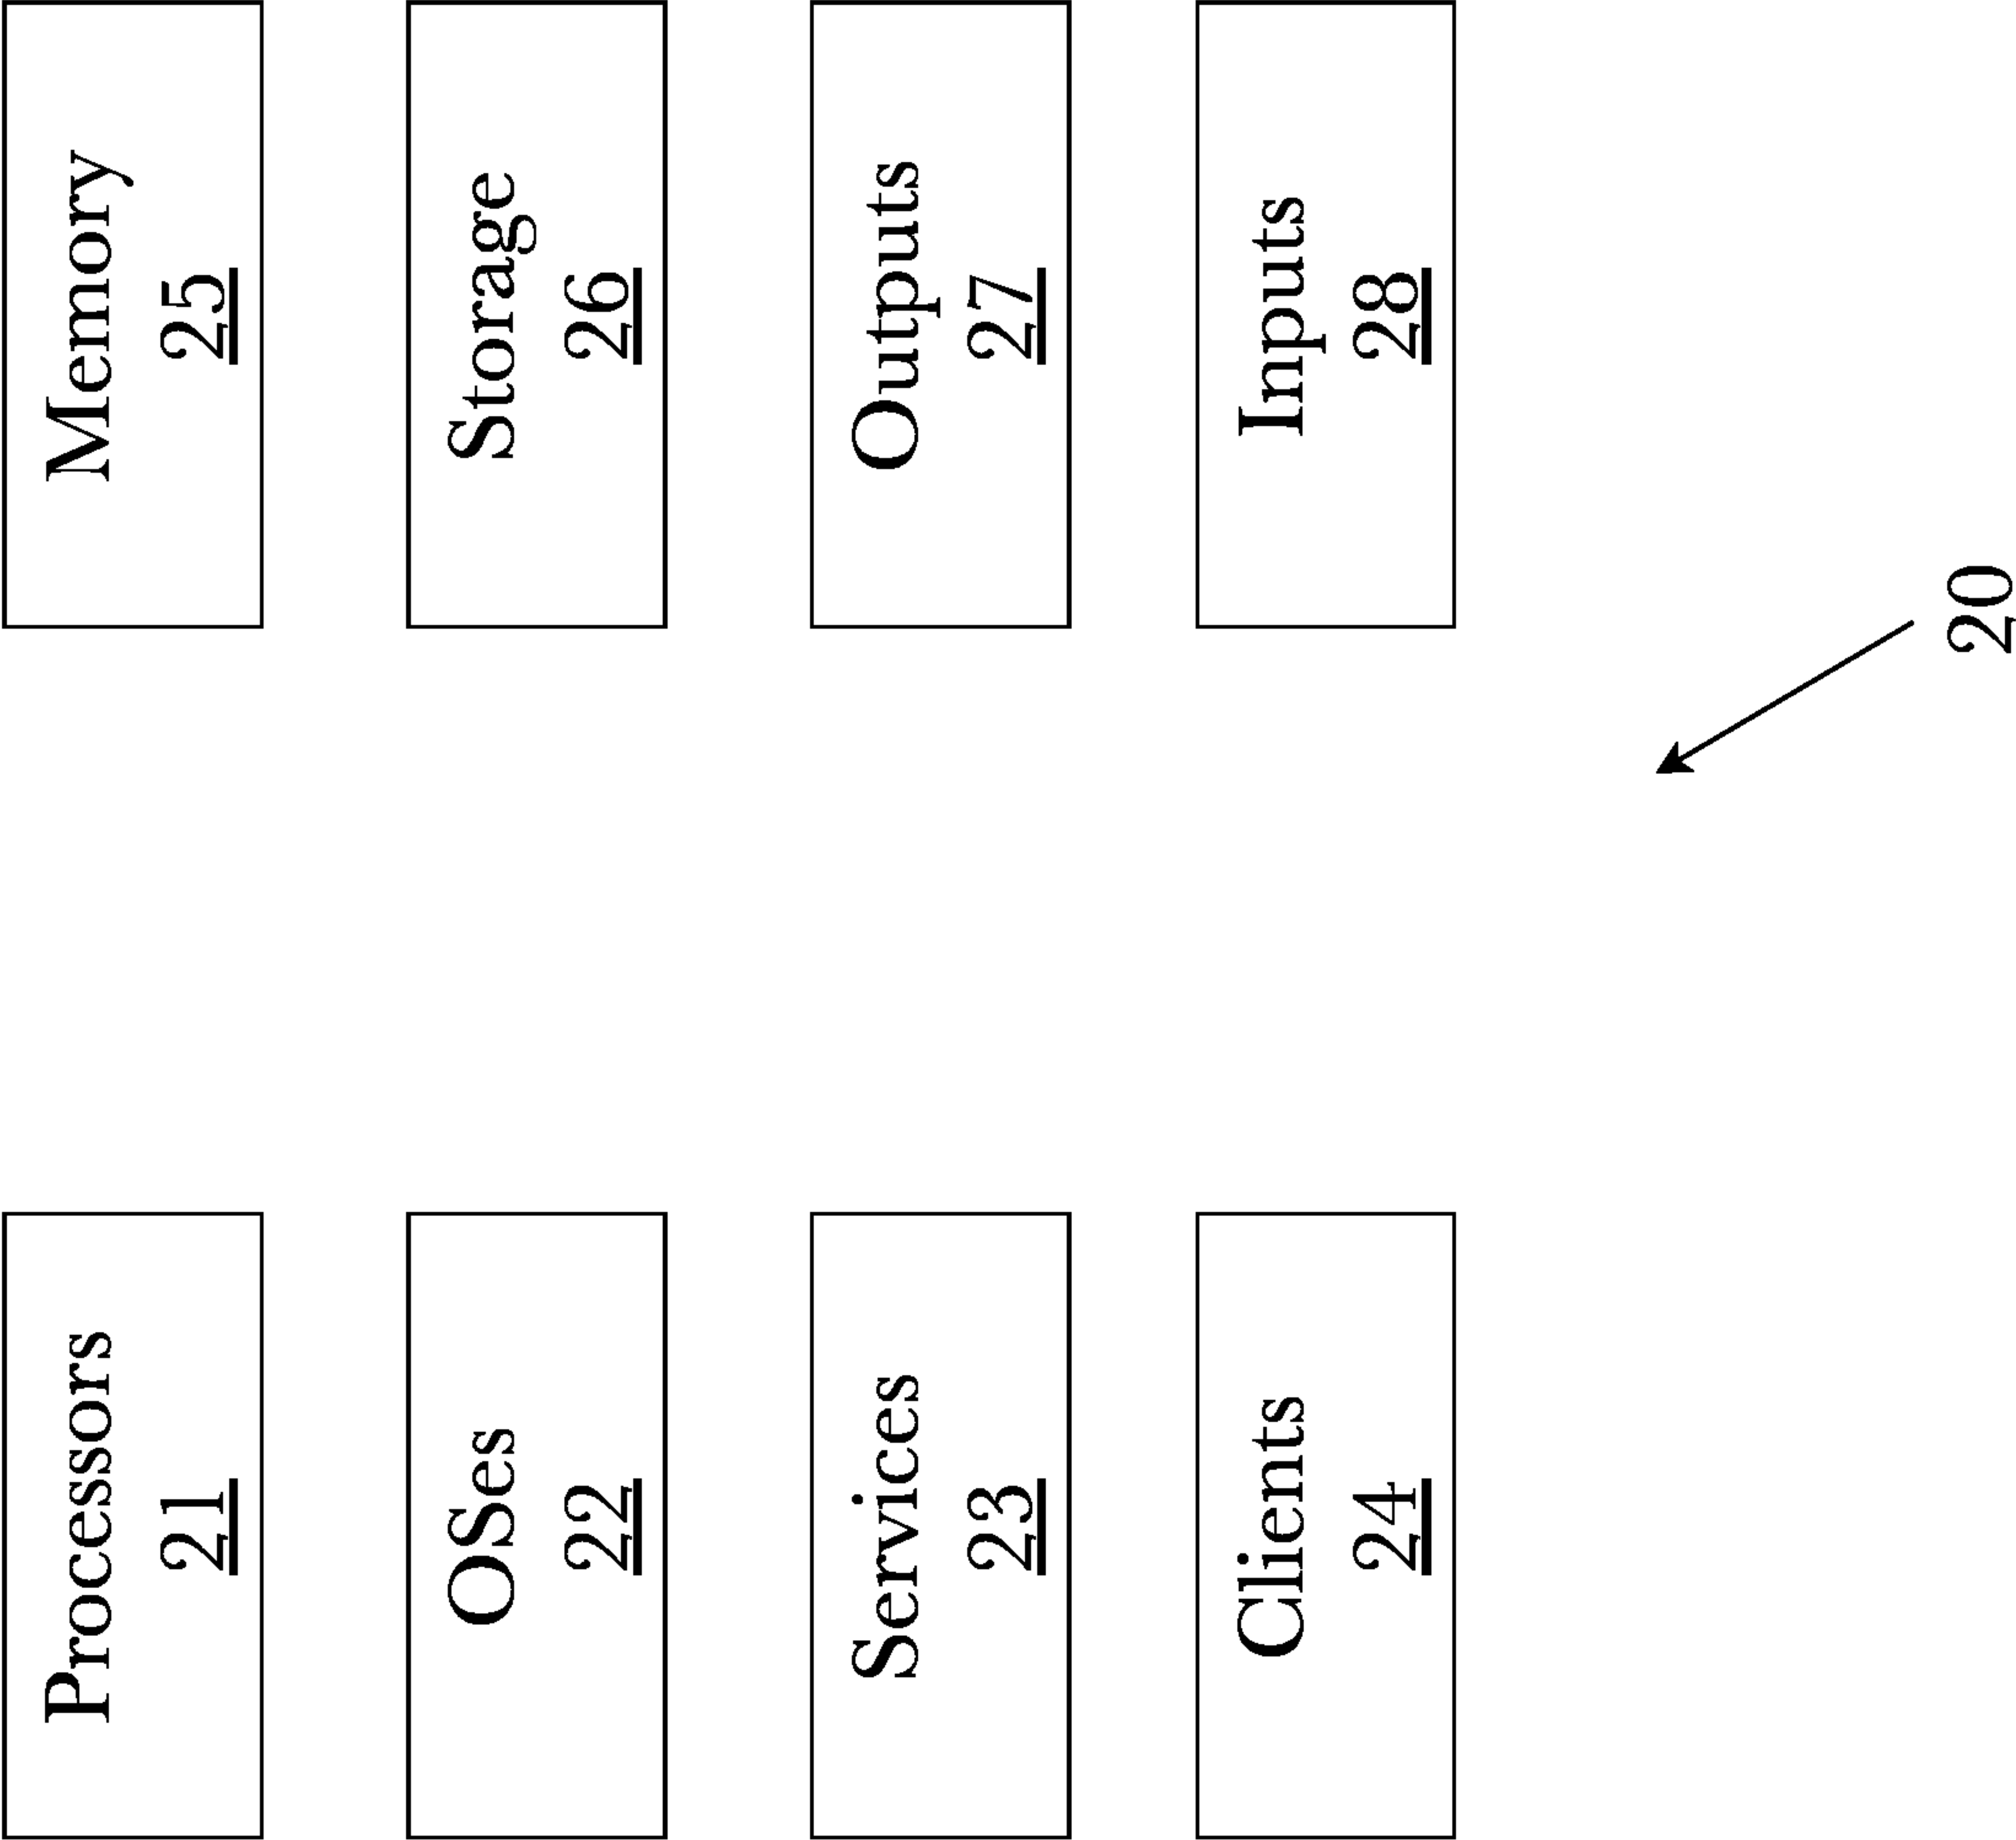 Processors
21
Memory
25
OSes
22
Storage
26
Services
23
Outputs
27
Clients
24
Inputs
28
20